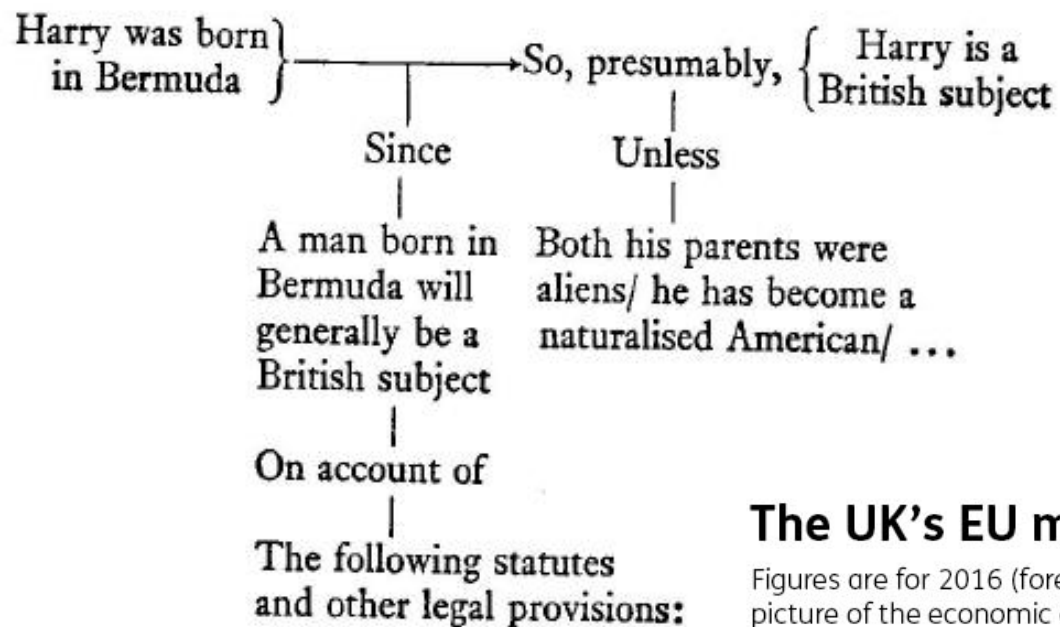 Harry was born
in Bermuda
So, presumably,
Harry is a
British subject
Since
Unless
A man born in
Bermuda will
generally be a
British subject
Both his parents were
aliens/ he has become a
naturalised American/ ...
On account of
The following statutes
and other legal provisions:
The UK's EU
Figures are for 2016
picture of the economic